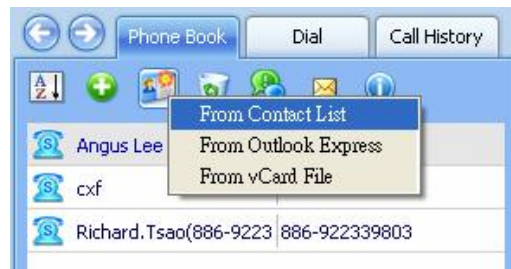 Phone Book Dial Call History
From Contact List
Angus Lee
From Outlook Express
From vCard File
cxf
Richard.Tsao(886-9223 886-922339803